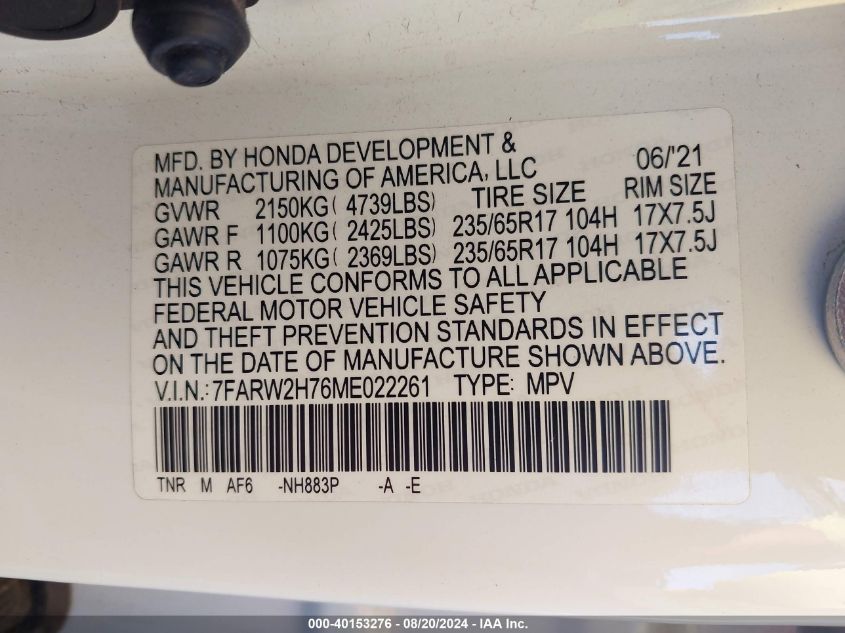 MFD. BY HONDA DEVELOPMENT &
MANUFACTURING OF AMERICA, LLC 06/'21
GVWR 2150KG( 4739LBS) TIRE SIZE RIM SIZE
GAWR F 1100KG( 2425LBS) 235/65R17 104H 17X7.5J
GAWR R 1075KG( 2369LBS) 235/65R17 104H 17X7.5J
THIS VEHICLE CONFORMS TO ALL APPLICABLE
FEDERAL MOTOR VEHICLE SAFETY
AND THEFT PREVENTION STANDARDS IN EFFECT
ON THE DATE OF MANUFACTURE SHOWN ABOVE.
V.I.N.: 7FARW2H76ME022261 TYPE: MPV
TNR M AF6 -NH883P -A -E
000-40153276 - 08/20/2024 - IAA Inc.